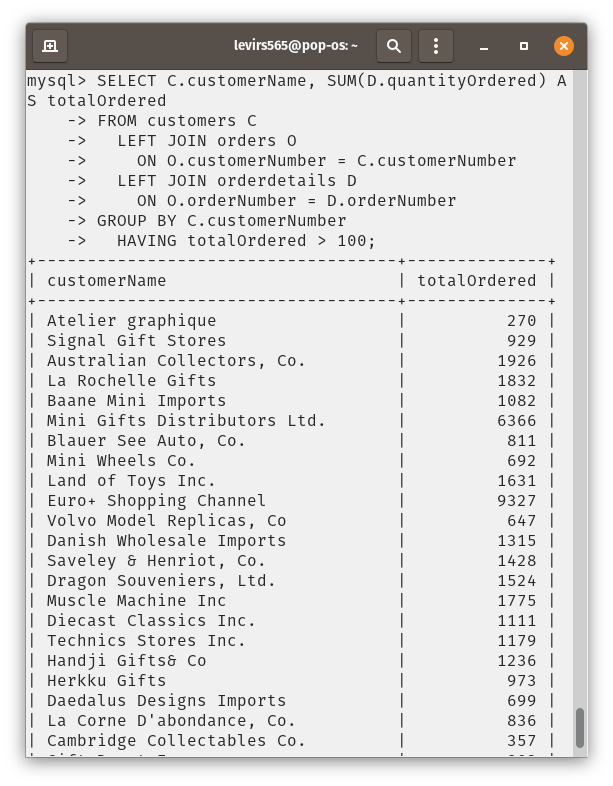 levirs565@pop-os: ~
mysql> SELECT C.customerName, SUM(D.quantityOrdered) A
S totalOrdered
    -> FROM customers C
    ->   LEFT JOIN orders O
    ->     ON O.customerNumber = C.customerNumber
    ->   LEFT JOIN orderdetails D
    ->     ON O.orderNumber = D.orderNumber
    -> GROUP BY C.customerNumber
    ->   HAVING totalOrdered > 100;
+------------------------------------+--------------+
| customerName                       | totalOrdered |
+------------------------------------+--------------+
| Atelier graphique                  |          270 |
| Signal Gift Stores                 |          929 |
| Australian Collectors, Co.         |         1926 |
| La Rochelle Gifts                  |         1832 |
| Baane Mini Imports                 |         1082 |
| Mini Gifts Distributors Ltd.       |         6366 |
| Blauer See Auto, Co.               |          811 |
| Mini Wheels Co.                    |          692 |
| Land of Toys Inc.                  |         1631 |
| Euro+ Shopping Channel             |         9327 |
| Volvo Model Replicas, Co           |          647 |
| Danish Wholesale Imports           |         1315 |
| Saveley & Henriot, Co.             |         1428 |
| Dragon Souveniers, Ltd.            |         1524 |
| Muscle Machine Inc                 |         1775 |
| Diecast Classics Inc.              |         1111 |
| Technics Stores Inc.               |         1179 |
| Handji Gifts& Co                   |         1236 |
| Herkku Gifts                       |          973 |
| Daedalus Designs Imports           |          699 |
| La Corne D'abondance, Co.          |          836 |
| Cambridge Collectables Co.         |          357 |